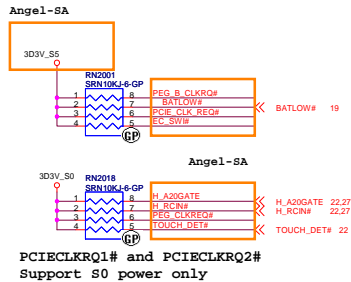 Angel-SA
3D3V_S5
RN2001
SRN10KJ-6-GP
1 8 PEG_B_CLKRQ#
2 7 BATLOW#
3 6 PCIE_CLK_REQ#
4 5 EC_SWI#
BATLOW# 19
GP
Angel-SA
3D3V_S0
RN2018
SRN10KJ-6-GP
1 8 H_A20GATE
2 7 H_RCIN#
3 6 PEG_CLKREQ#
4 5 TOUCH_DET#
H_A20GATE 22,27
H_RCIN# 22,27
TOUCH_DET# 22
GP
PCIECLKRQ1# and PCIECLKRQ2#
Support S0 power only